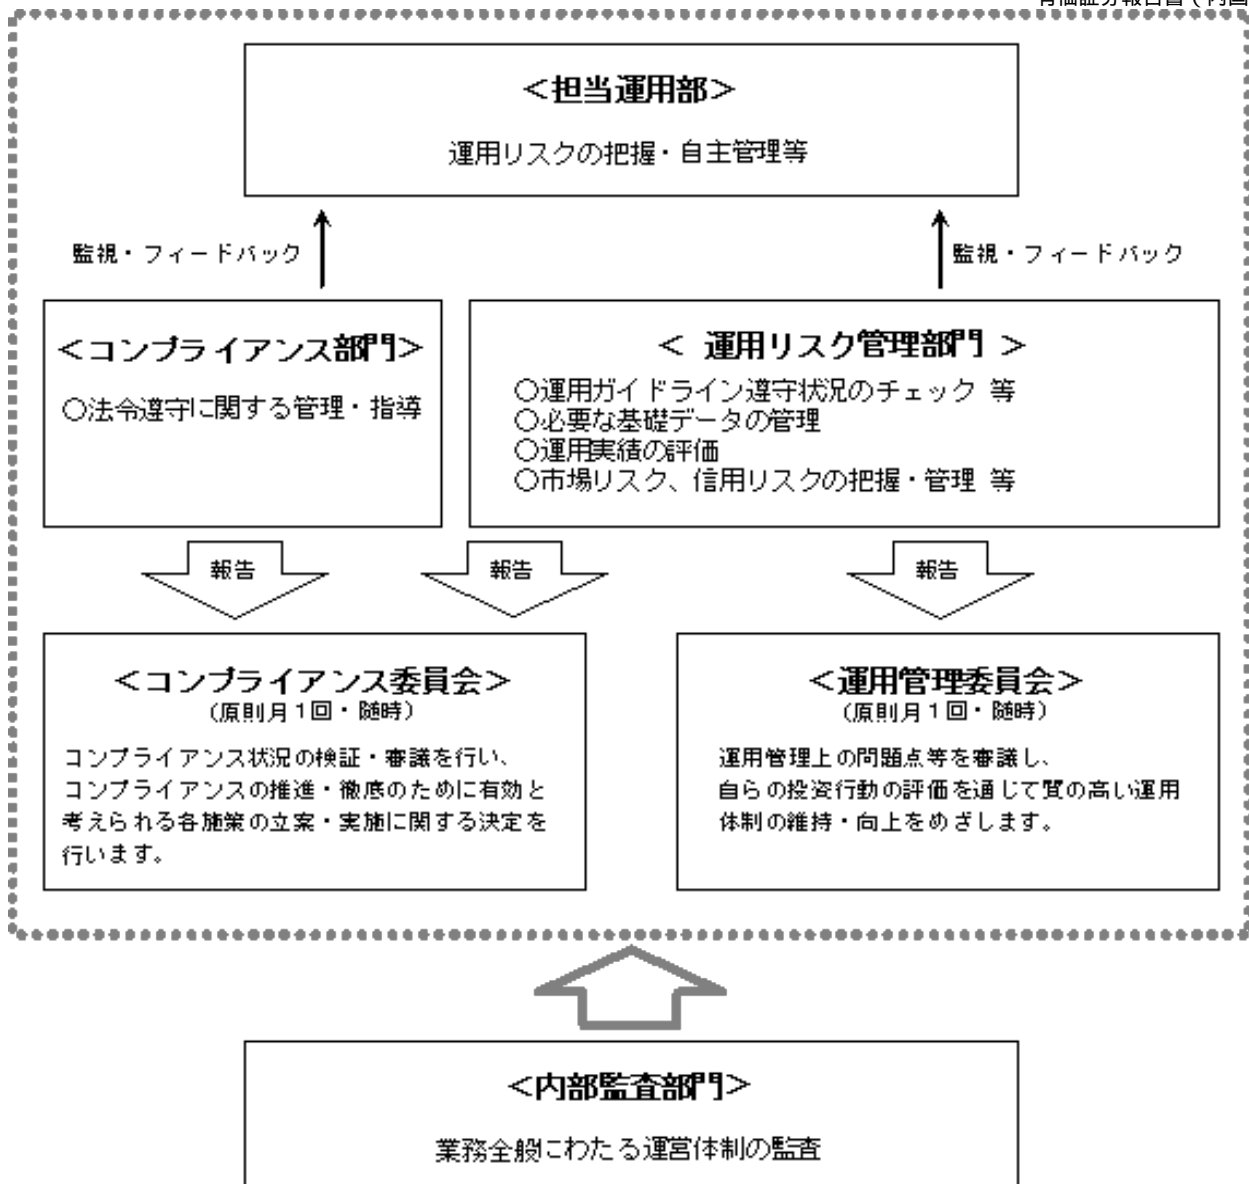 ＜担当運用部＞
運用リスクの把握・自主管理等
監視・フィードバック
監視・フィードバック
＜コンプライアンス部門＞
○法令遵守に関する管理・指導
＜ 運用リスク管理部門 ＞
○運用ガイドライン遵守状況のチェック 等
○必要な基礎データの管理
○運用実績の評価
○市場リスク、信用リスクの把握・管理 等
報告
報告
報告
＜コンプライアンス委員会＞
（原則月１回・随時）
コンプライアンス状況の検証・審議を行い、
コンプライアンスの推進・徹底のために有効と
考えられる各施策の立案・実施に関する決定を
行います。
＜運用管理委員会＞
（原則月１回・随時）
運用管理上の問題点等を審議し、
自らの投資行動の評価を通じて質の高い運用
体制の維持・向上をめざします。
＜内部監査部門＞
業務全般にわたる運営体制の監査